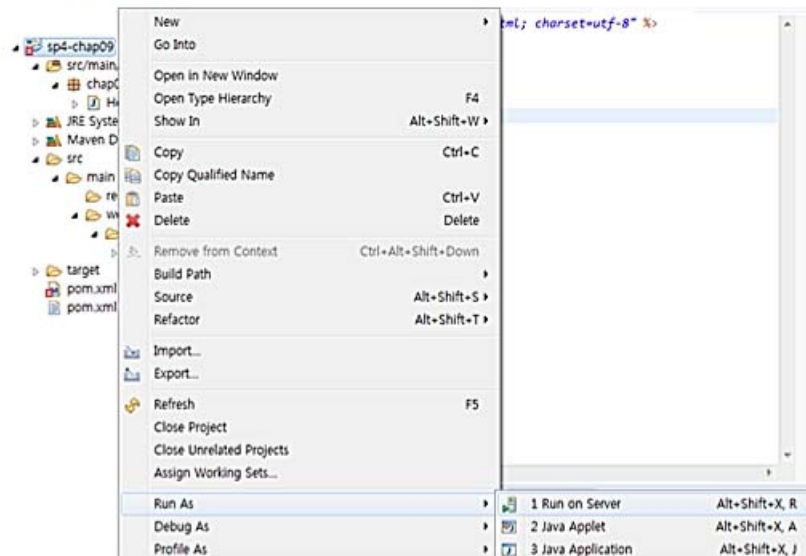 tml; charset=utf-8" %>
sp4-chap09
src/main
chap
H
JRE Syste
Maven D
src
main
re
we
target
pom.xml
pom.xml
New
Go Into
Open in New Window
Open Type Hierarchy F4
Show In Alt+Shift+W
Copy Ctrl+C
Copy Qualified Name
Paste Ctrl+V
Delete Delete
Remove from Context Ctrl+Alt+Shift+Down
Build Path
Source Alt+Shift+S
Refactor Alt+Shift+T
Import...
Export...
Refresh F5
Close Project
Close Unrelated Projects
Assign Working Sets...
Run As
Debug As
Profile As
1 Run on Server Alt+Shift+X, R
2 Java Applet Alt+Shift+X, A
3 Java Application Alt+Shift+X, J